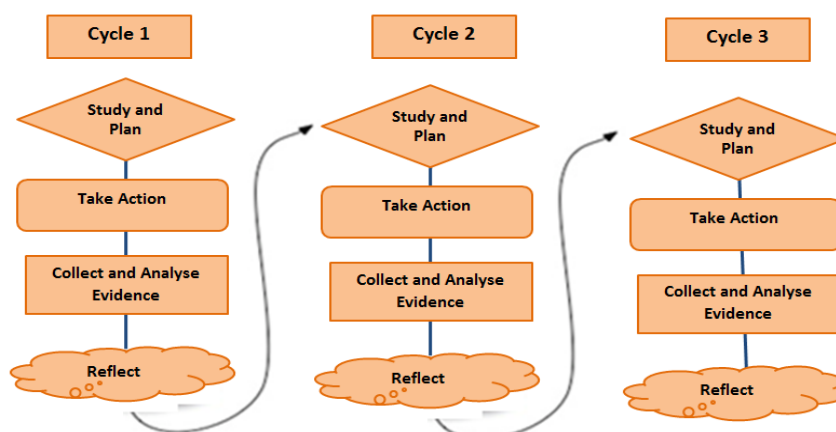 Cycle 1
Study and
Plan
Take Action
Collect and Analyse
Evidence
Reflect
Cycle 2
Study and
Plan
Take Action
Collect and Analyse
Evidence
Reflect
Cycle 3
Study and
Plan
Take Action
Collect and Analyse
Evidence
Reflect